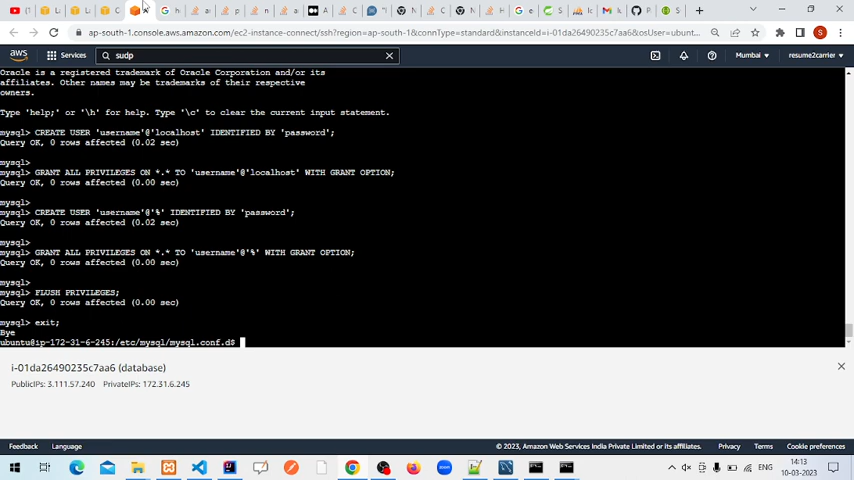 ap-south-1.console.aws.amazon.com/ec2-instance-connect/ssh?region=ap-south-1&connType=standard&instanceId=i-01da26490235c7aa6&osUser=ubunt...
aws Services sudp Mumbai resume2carrier
Oracle is a registered trademark of Oracle Corporation and/or its
affiliates. Other names may be trademarks of their respective
owners.
Type 'help;' or '\h' for help. Type '\c' to clear the current input statement.
mysql> CREATE USER 'username'@'localhost' IDENTIFIED BY 'password';
Query OK, 0 rows affected (0.02 sec)
mysql>
mysql> GRANT ALL PRIVILEGES ON *.* TO 'username'@'localhost' WITH GRANT OPTION;
Query OK, 0 rows affected (0.00 sec)
mysql>
mysql> CREATE USER 'username'@'%' IDENTIFIED BY 'password';
Query OK, 0 rows affected (0.02 sec)
mysql>
mysql> GRANT ALL PRIVILEGES ON *.* TO 'username'@'%' WITH GRANT OPTION;
Query OK, 0 rows affected (0.00 sec)
mysql>
mysql> FLUSH PRIVILEGES;
Query OK, 0 rows affected (0.00 sec)
mysql> exit;
Bye
ubuntu@ip-172-31-6-245:/etc/mysql/mysql.conf.d$
i-01da26490235c7aa6 (database)
PublicIPs: 3.111.57.240 PrivateIPs: 172.31.6.245
Feedback Language © 2023, Amazon Web Services India Private Limited or its affiliates. Privacy Terms Cookie preferences
ENG 14:13
10-03-2023